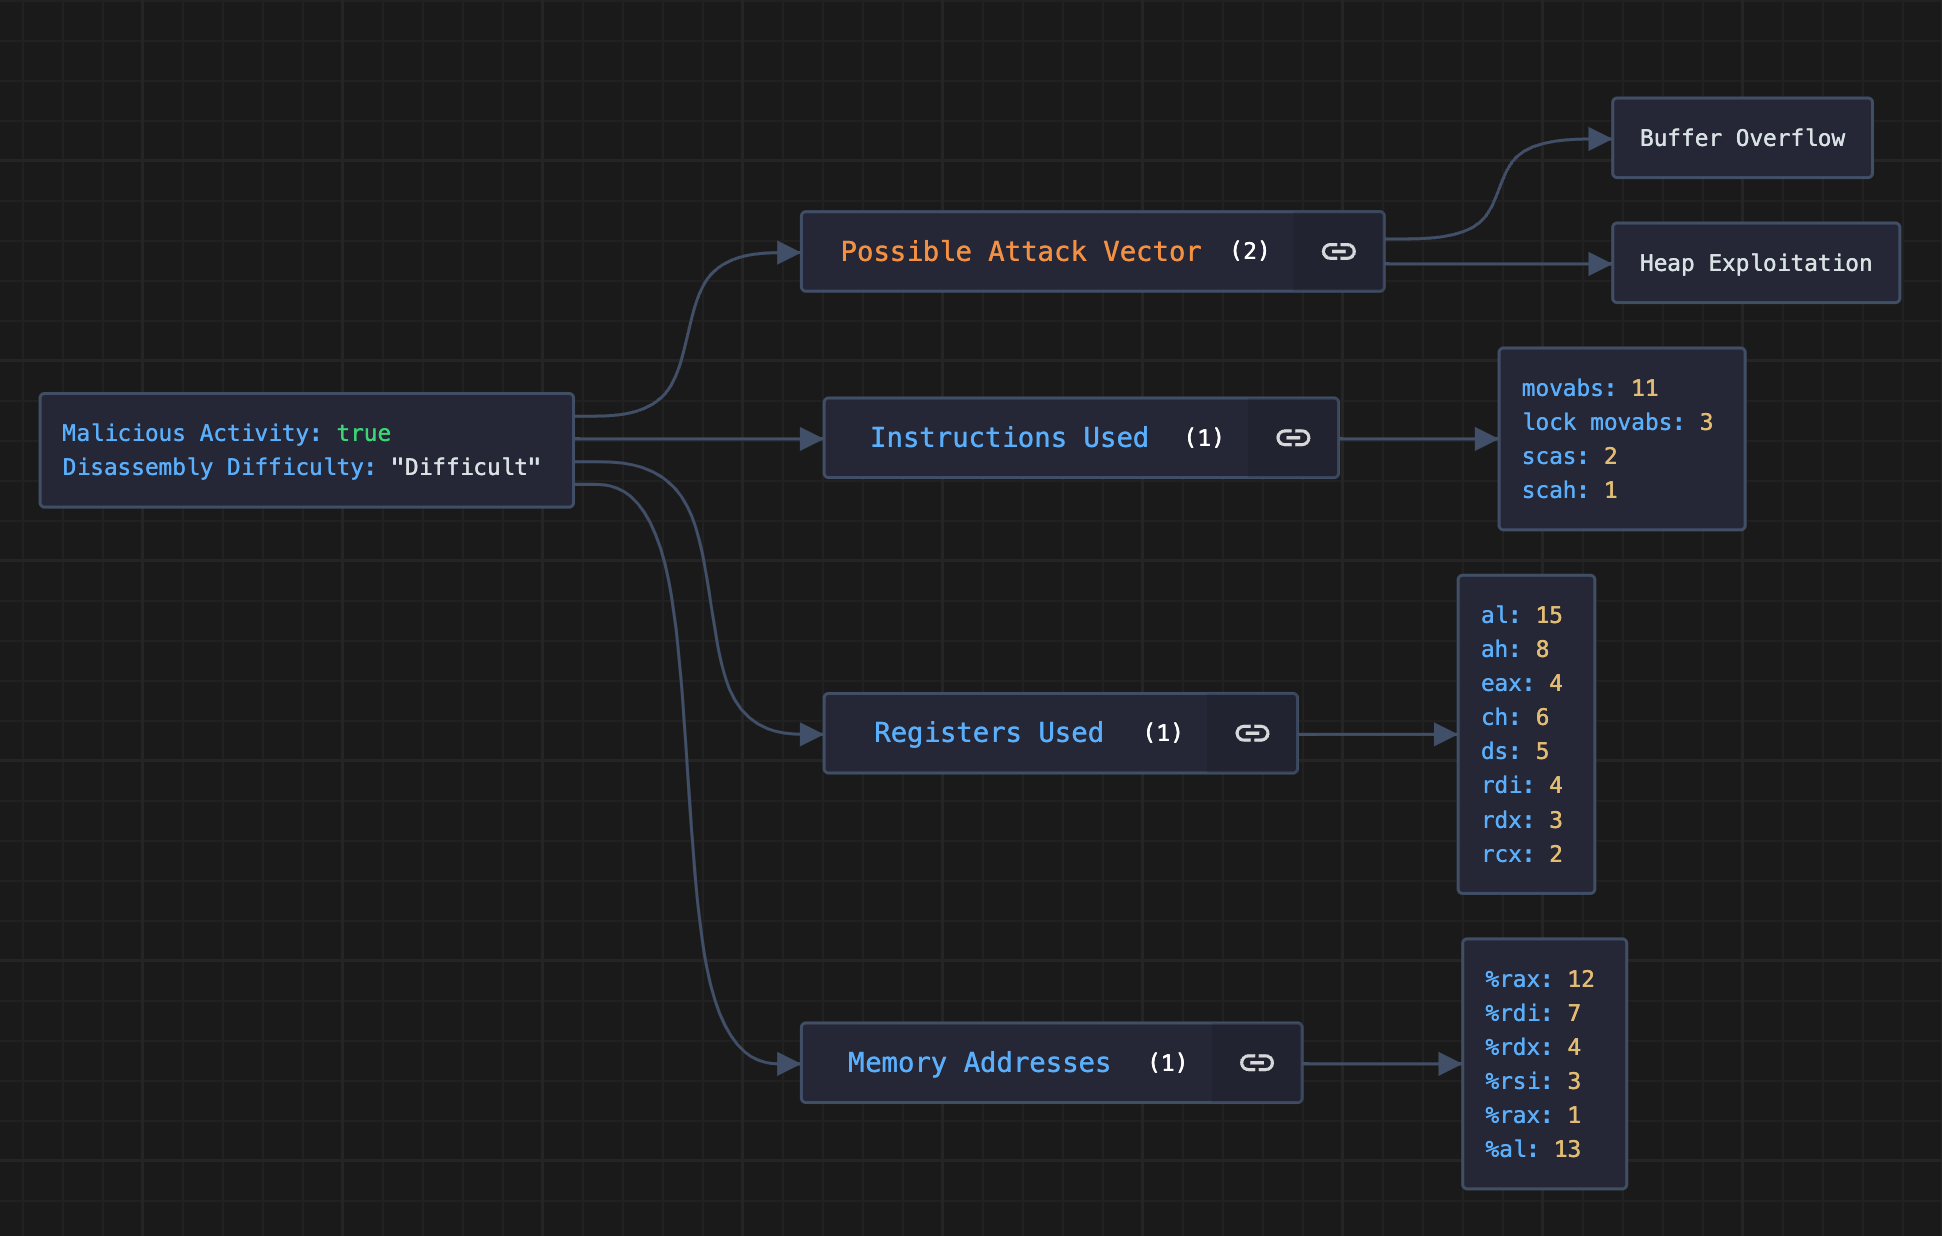 Malicious Activity: true
Disassembly Difficulty: "Difficult"
Possible Attack Vector (2)
Buffer Overflow
Heap Exploitation
Instructions Used (1)
movabs: 11
lock movabs: 3
scas: 2
scah: 1
Registers Used (1)
al: 15
ah: 8
eax: 4
ch: 6
ds: 5
rdi: 4
rdx: 3
rcx: 2
Memory Addresses (1)
%rax: 12
%rdi: 7
%rdx: 4
%rsi: 3
%rax: 1
%al: 13